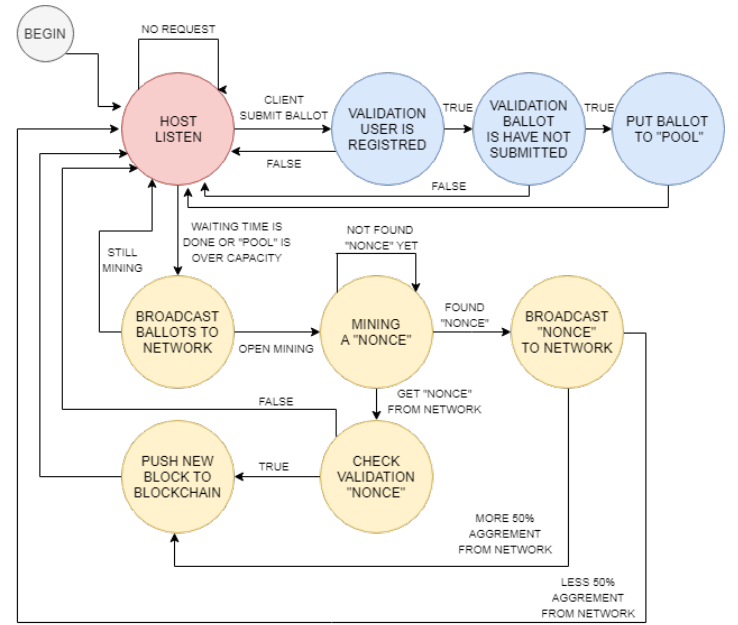 BEGIN
NO REQUEST
HOST
LISTEN
CLIENT
SUBMIT BALLOT
VALIDATION
USER IS
REGISTRED
TRUE
VALIDATION
BALLOT
IS HAVE NOT
SUBMITTED
TRUE
PUT BALLOT
TO "POOL"
FALSE
FALSE
WAITING TIME IS
DONE OR "POOL" IS
OVER CAPACITY
STILL
MINING
NOT FOUND
"NONCE" YET
BROADCAST
BALLOTS TO
NETWORK
OPEN MINING
MINING
A "NONCE"
FOUND
"NONCE"
BROADCAST
"NONCE"
TO NETWORK
GET "NONCE"
FROM NETWORK
FALSE
PUSH NEW
BLOCK TO
BLOCKCHAIN
TRUE
CHECK
VALIDATION
"NONCE"
MORE 50%
AGGREMENT
FROM NETWORK
LESS 50%
AGGREMENT
FROM NETWORK